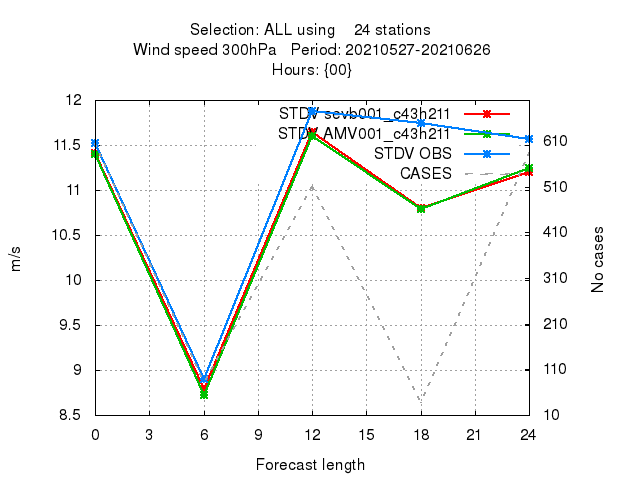 Selection: ALL using 24 stations
Wind speed 300hPa Period: 20210527-20210626
Hours: {00}
STDV sevb001_c43h211
STDV AMV001_c43h211
STDV OBS
CASES
12
11.5
11
10.5
10
9.5
9
8.5
610
510
410
310
210
110
10
m/s
No cases
0 3 6 9 12 15 18 21 24
Forecast length